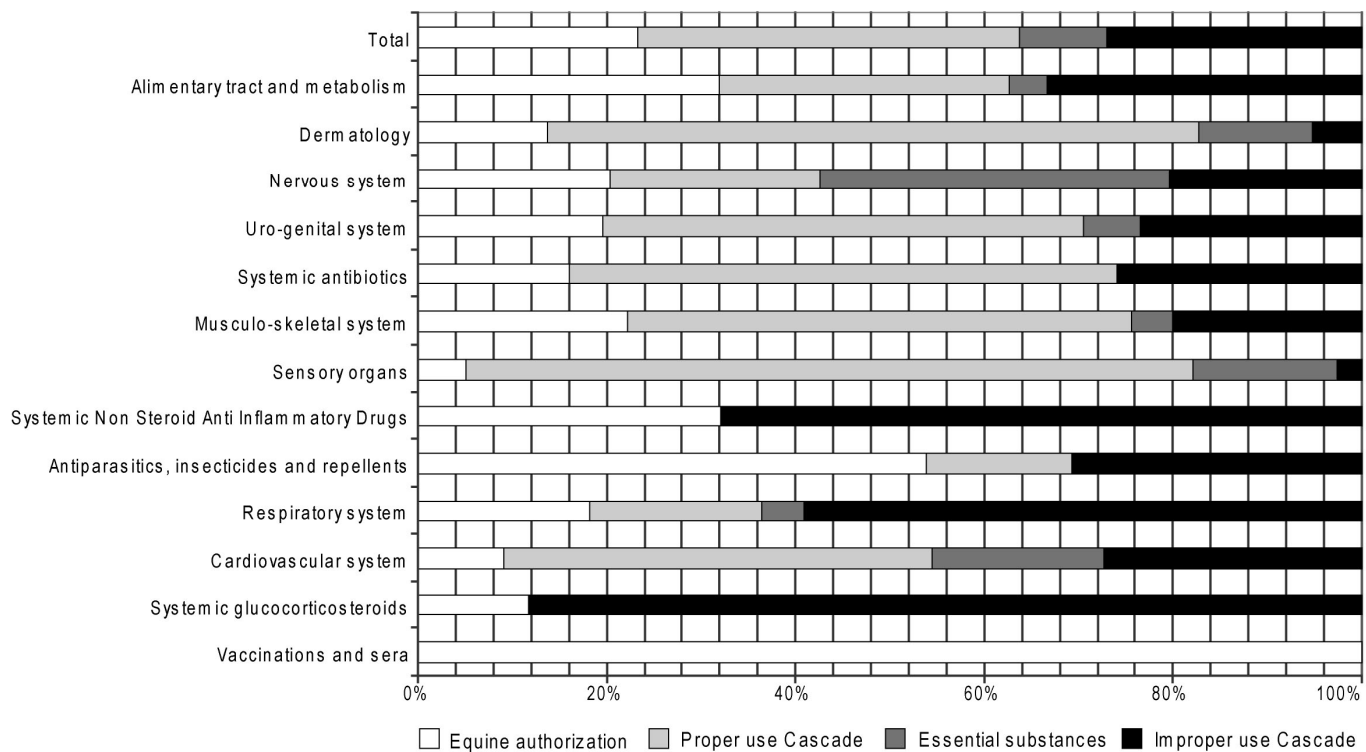 Total
Alimentary tract and metabolism
Dermatology
Nervous system
Uro-genital system
Systemic antibiotics
Musculo-skeletal system
Sensory organs
Systemic Non Steroid Anti Inflammatory Drugs
Antiparasitics, insecticides and repellents
Respiratory system
Cardiovascular system
Systemic glucocorticosteroids
Vaccinations and sera
0% 20% 40% 60% 80% 100%
Equine authorization Proper use Cascade Essential substances Improper use Cascade